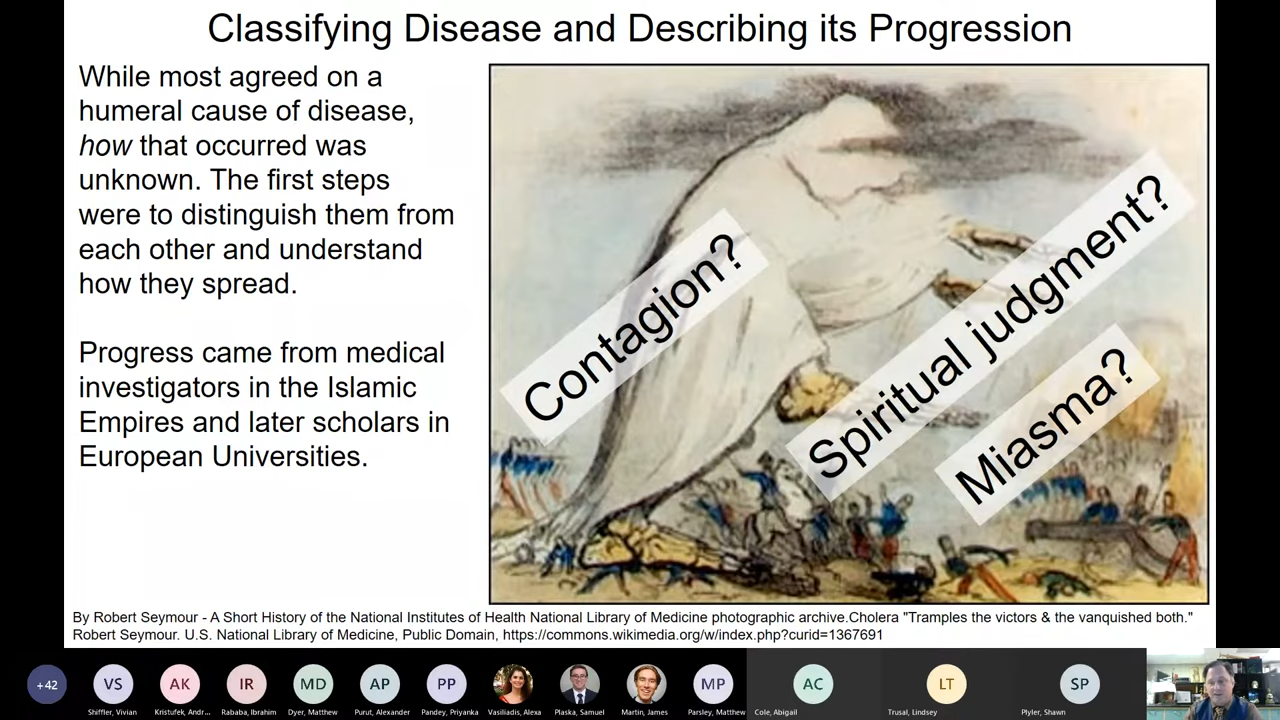 Classifying Disease and Describing its Progression
While most agreed on a
humeral cause of disease,
how that occurred was
unknown. The first steps
were to distinguish them from
each other and understand
how they spread.
Progress came from medical
investigators in the Islamic
Empires and later scholars in
European Universities.
Contagion?
Spiritual judgment?
Miasma?
By Robert Seymour - A Short History of the National Institutes of Health National Library of Medicine photographic archive.Cholera "Tramples the victors & the vanquished both."
Robert Seymour. U.S. National Library of Medicine, Public Domain, https://commons.wikimedia.org/w/index.php?curid=1367691
+42
VS
AK
IR
MD
AP
PP
MP
AC
LT
SP
Shiffler, Vivian
Kristufek, Andr...
Rababa, Ibrahim
Dyer, Matthew
Purut, Alexander
Pandey, Priyanka
Vasiliadis, Alexa
Plaska, Samuel
Martin, James
Parsley, Matthew
Cole, Abigail
Trusal, Lindsey
Plyler, Shawn